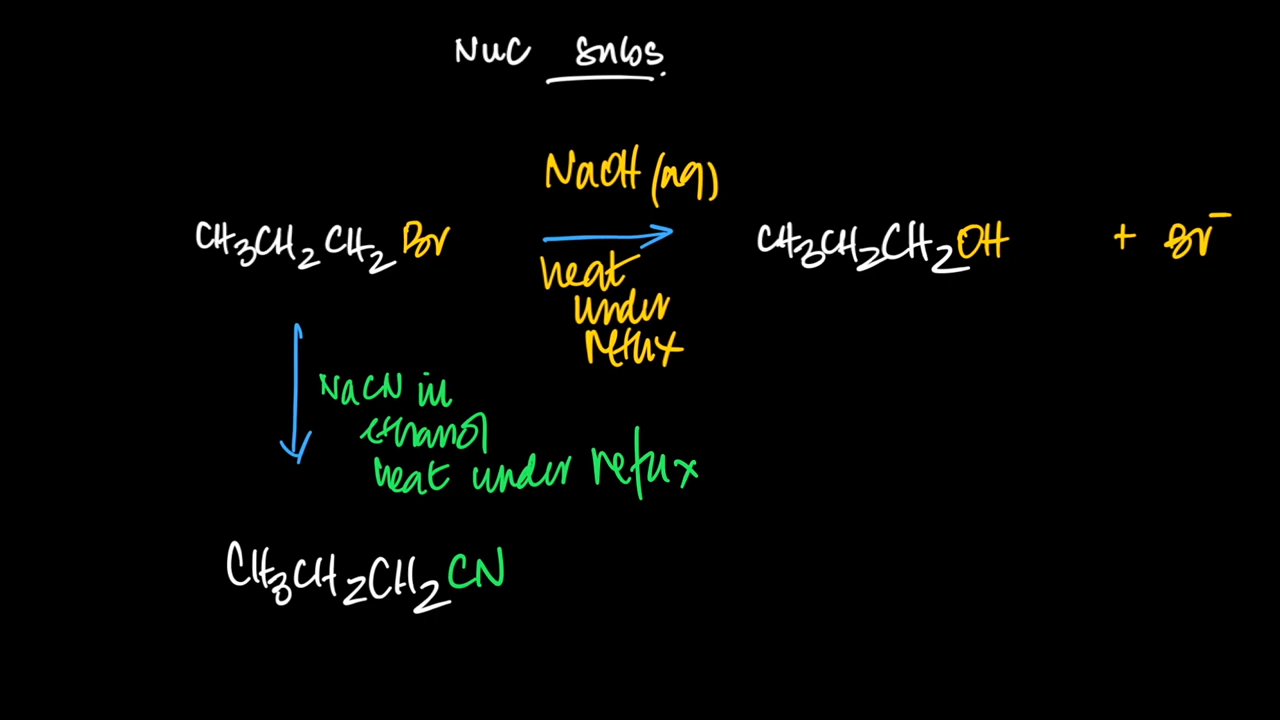 NUC Subs.
NaOH (aq)
CH3CH2CH2Br CH3CH2CH2OH + Br⁻
heat
under
reflux
NaCN in
ethanol
heat under reflux
CH3CH2CH2CN